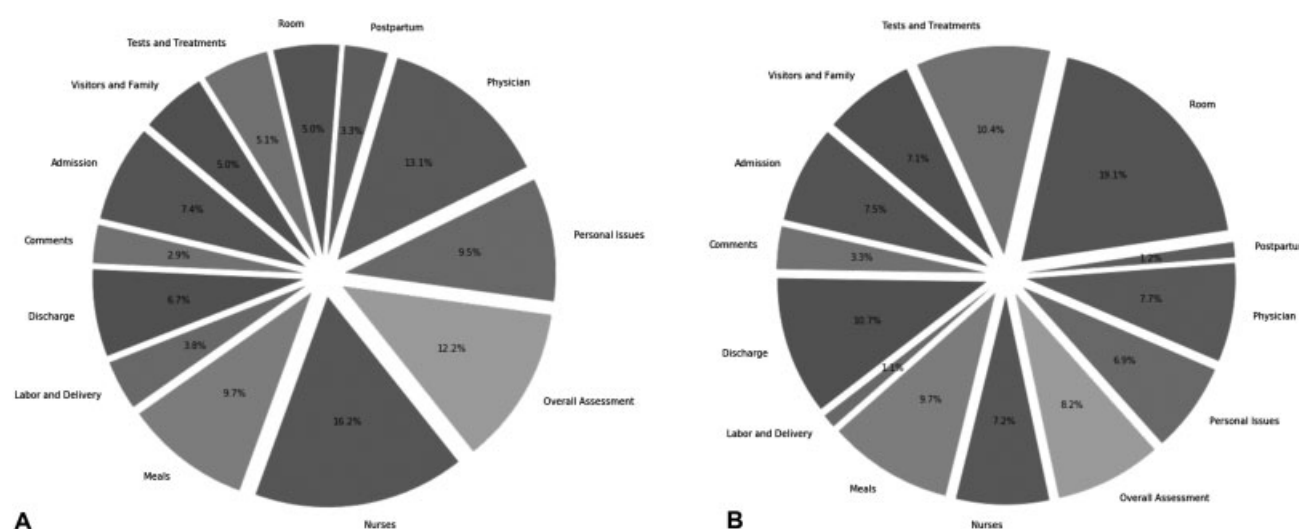 Room
Postpartum
Tests and Treatments
Physician
Visitors and Family
5.0%
3.3%
5.1%
13.1%
5.0%
Admission
7.4%
Personal Issues
Comments
9.5%
2.9%
6.7%
Discharge
3.8%
12.2%
Labor and Delivery
9.7%
Overall Assessment
16.2%
Meals
Nurses
A
Tests and Treatments
Visitors and Family
Room
10.4%
7.1%
Admission
19.1%
7.5%
Postpartu
Comments
3.3%
1.2%
7.7%
Physician
10.7%
Discharge
6.9%
1.1%
9.7%
8.2%
7.2%
Personal Issues
Labor and Delivery
Meals
Overall Assessment
Nurses
B